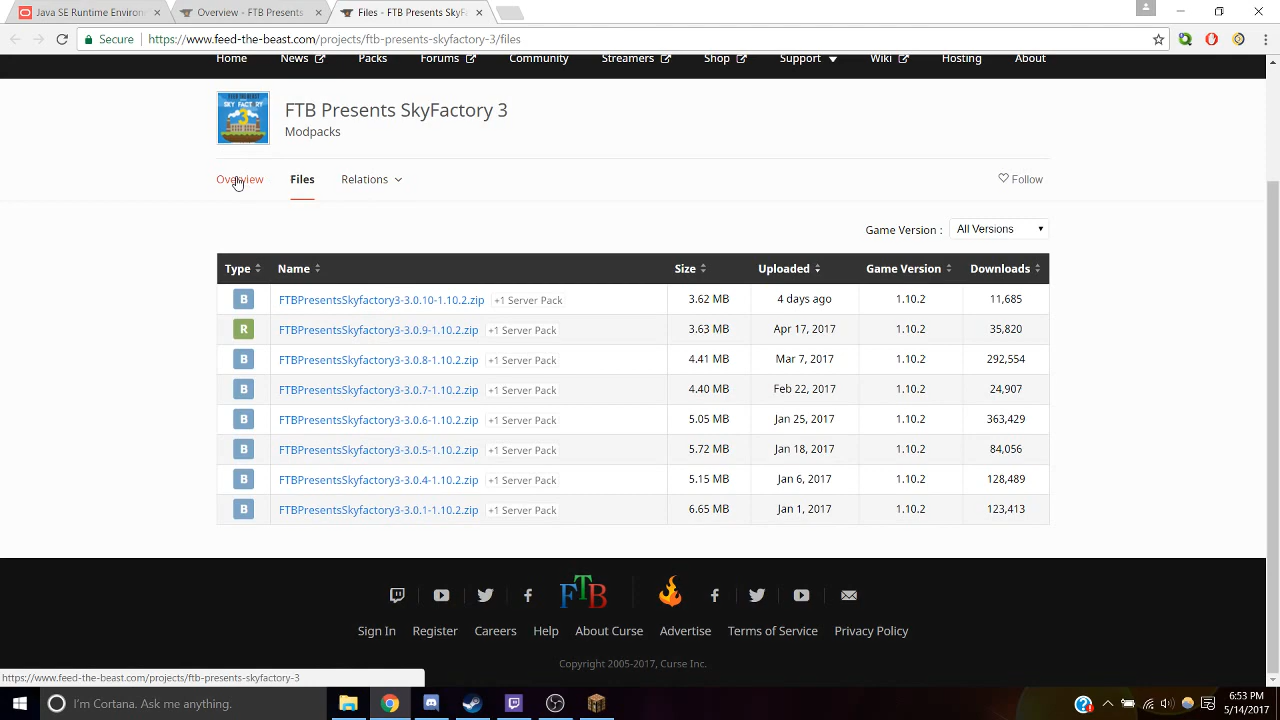 Java SE Runtime Environ
Overview - FTB Presents
Files - FTB Presents SkyF
Secure
https://www.feed-the-beast.com/projects/ftb-presents-skyfactory-3/files
Home News Packs Forums Community Streamers Shop Support Wiki Hosting About
SKY FACTORY
3
FTB Presents SkyFactory 3
Modpacks
Overview Files Relations Follow
Game Version : All Versions
Type Name Size Uploaded Game Version Downloads
B FTBPresentsSkyfactory3-3.0.10-1.10.2.zip +1 Server Pack 3.62 MB 4 days ago 1.10.2 11,685
R FTBPresentsSkyfactory3-3.0.9-1.10.2.zip +1 Server Pack 3.63 MB Apr 17, 2017 1.10.2 35,820
B FTBPresentsSkyfactory3-3.0.8-1.10.2.zip +1 Server Pack 4.41 MB Mar 7, 2017 1.10.2 292,554
B FTBPresentsSkyfactory3-3.0.7-1.10.2.zip +1 Server Pack 4.40 MB Feb 22, 2017 1.10.2 24,907
B FTBPresentsSkyfactory3-3.0.6-1.10.2.zip +1 Server Pack 5.05 MB Jan 25, 2017 1.10.2 363,429
B FTBPresentsSkyfactory3-3.0.5-1.10.2.zip +1 Server Pack 5.72 MB Jan 18, 2017 1.10.2 84,056
B FTBPresentsSkyfactory3-3.0.4-1.10.2.zip +1 Server Pack 5.15 MB Jan 6, 2017 1.10.2 128,489
B FTBPresentsSkyfactory3-3.0.1-1.10.2.zip +1 Server Pack 6.65 MB Jan 1, 2017 1.10.2 123,413
FTB
Sign In Register Careers Help About Curse Advertise Terms of Service Privacy Policy
Copyright 2005-2017, Curse Inc.
https://www.feed-the-beast.com/projects/ftb-presents-skyfactory-3
I'm Cortana. Ask me anything.
6:53 PM
5/14/2017